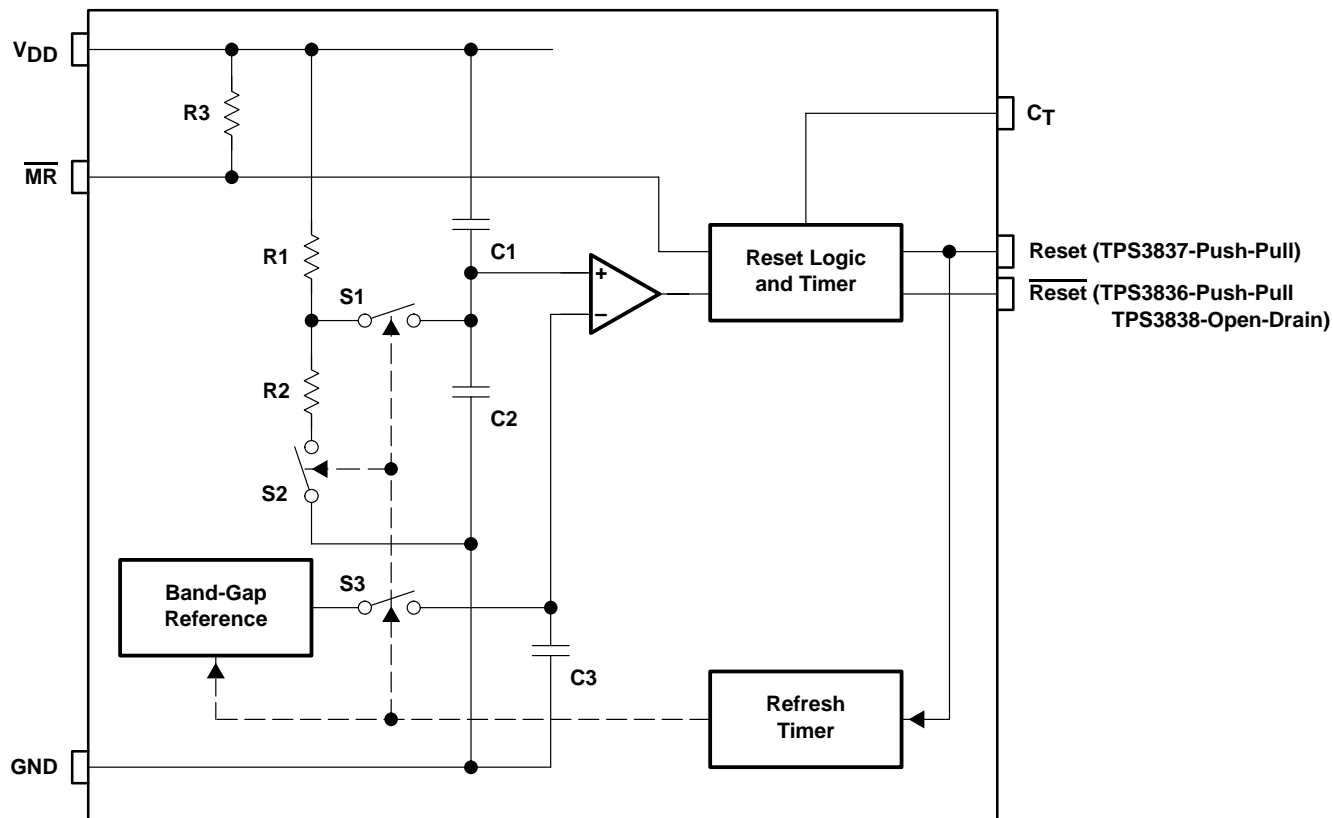 VDD
R3
CT
MR
R1
C1
Reset Logic
and Timer
Reset (TPS3837-Push-Pull)
S1
+
−
Reset (TPS3836-Push-Pull
TPS3838-Open-Drain)
R2
C2
S2
Band-Gap
Reference
S3
C3
Refresh
Timer
GND